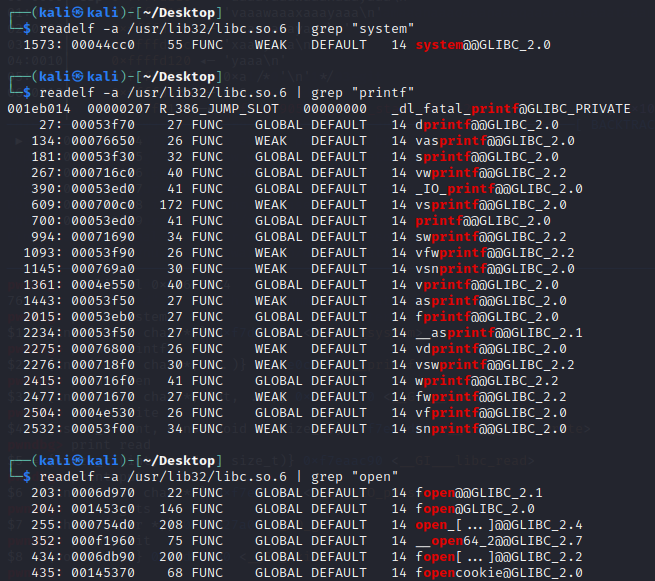 ┌──(kali㉿kali)-[~/Desktop]
└─$ readelf -a /usr/lib32/libc.so.6 | grep "system"
1573: 00044cc0 55 FUNC WEAK DEFAULT 14 system@@GLIBC_2.0
┌──(kali㉿kali)-[~/Desktop]
└─$ readelf -a /usr/lib32/libc.so.6 | grep "printf"
001eb014 00000207 R_386_JUMP_SLOT 00000000 _dl_fatal_printf@GLIBC_PRIVATE
27: 00053f70 27 FUNC GLOBAL DEFAULT 14 dprintf@@GLIBC_2.0
134: 00076650 26 FUNC WEAK DEFAULT 14 vasprintf@@GLIBC_2.0
181: 00053f30 32 FUNC GLOBAL DEFAULT 14 sprintf@@GLIBC_2.0
267: 000716c0 40 FUNC GLOBAL DEFAULT 14 vwprintf@@GLIBC_2.2
390: 00053ed0 41 FUNC GLOBAL DEFAULT 14 _IO_printf@@GLIBC_2.0
609: 000700c0 172 FUNC WEAK DEFAULT 14 vsprintf@@GLIBC_2.0
700: 00053ed0 41 FUNC GLOBAL DEFAULT 14 printf@@GLIBC_2.0
994: 00071690 34 FUNC GLOBAL DEFAULT 14 swprintf@@GLIBC_2.2
1093: 00053f90 26 FUNC WEAK DEFAULT 14 vfwprintf@@GLIBC_2.2
1145: 000769a0 30 FUNC WEAK DEFAULT 14 vsnprintf@@GLIBC_2.0
1361: 0004e550 40 FUNC GLOBAL DEFAULT 14 vprintf@@GLIBC_2.0
1443: 00053f50 27 FUNC WEAK DEFAULT 14 asprintf@@GLIBC_2.0
2015: 00053eb0 27 FUNC GLOBAL DEFAULT 14 fprintf@@GLIBC_2.0
2234: 00053f50 27 FUNC GLOBAL DEFAULT 14 __asprintf@@GLIBC_2.1
2275: 00076800 26 FUNC WEAK DEFAULT 14 vdprintf@@GLIBC_2.0
2276: 000718f0 30 FUNC WEAK DEFAULT 14 vswprintf@@GLIBC_2.2
2415: 000716f0 41 FUNC GLOBAL DEFAULT 14 wprintf@@GLIBC_2.2
2477: 00071670 27 FUNC WEAK DEFAULT 14 fwprintf@@GLIBC_2.2
2504: 0004e530 26 FUNC GLOBAL DEFAULT 14 vfprintf@@GLIBC_2.0
2532: 00053f00 34 FUNC WEAK DEFAULT 14 snprintf@@GLIBC_2.0
┌──(kali㉿kali)-[~/Desktop]
└─$ readelf -a /usr/lib32/libc.so.6 | grep "open"
203: 0006d970 22 FUNC GLOBAL DEFAULT 14 fopen@@GLIBC_2.1
204: 001453c0 146 FUNC GLOBAL DEFAULT 14 fopen@GLIBC_2.0
255: 000754d0 208 FUNC GLOBAL DEFAULT 14 open_[...]@@GLIBC_2.4
352: 000f1960 75 FUNC GLOBAL DEFAULT 14 __open64_2@@GLIBC_2.7
434: 0006db90 200 FUNC GLOBAL DEFAULT 14 fopen[...]@@GLIBC_2.2
435: 00145370 68 FUNC GLOBAL DEFAULT 14 fopencookie@GLIBC_2.0